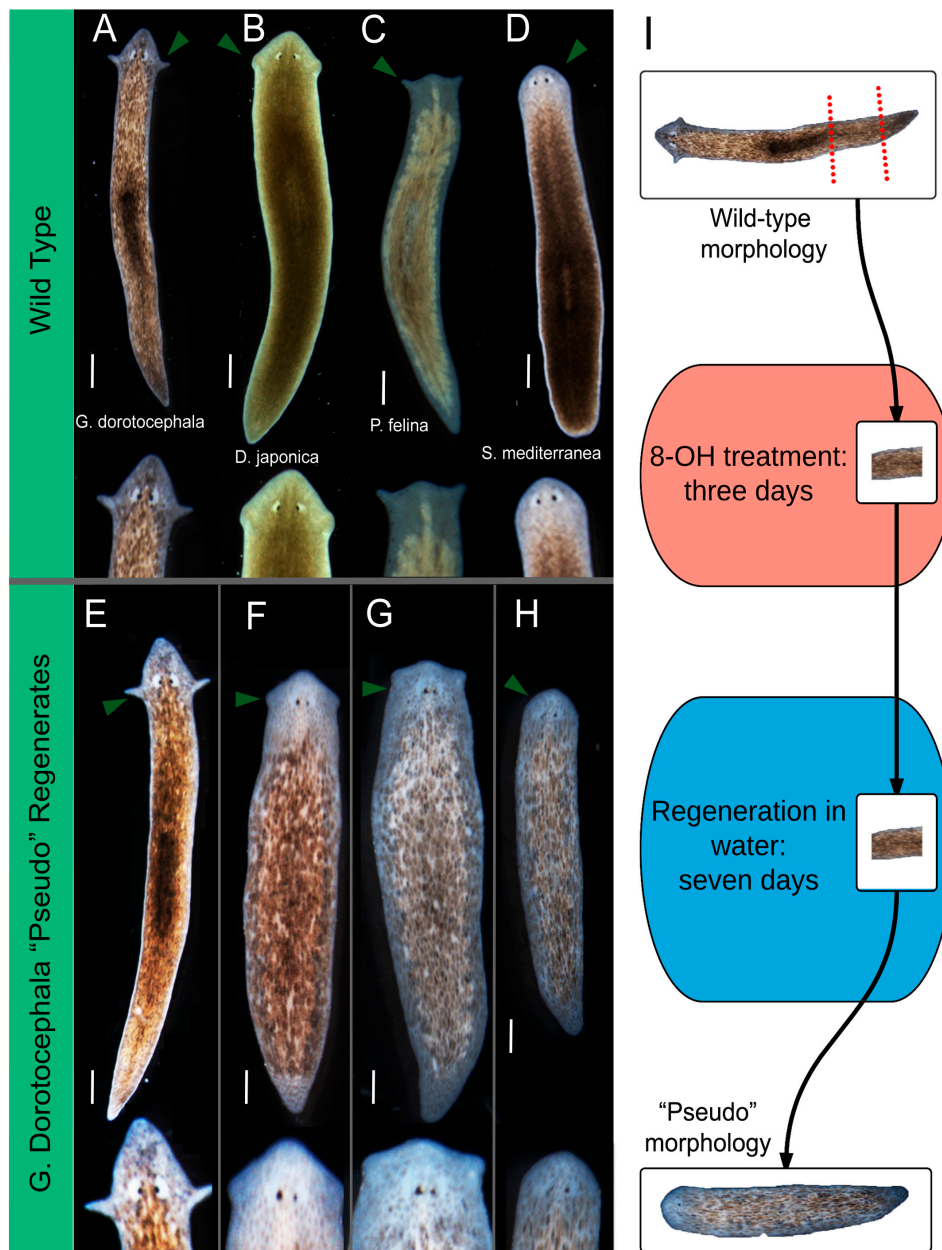 Wild Type
A
B
C
D
G. dorotocephala
D. japonica
P. felina
S. mediterranea
G. Dorotocephala “Pseudo” Regenerates
E
F
G
H
I
Wild-type
morphology
8-OH treatment:
three days
Regeneration in
water:
seven days
“Pseudo”
morphology